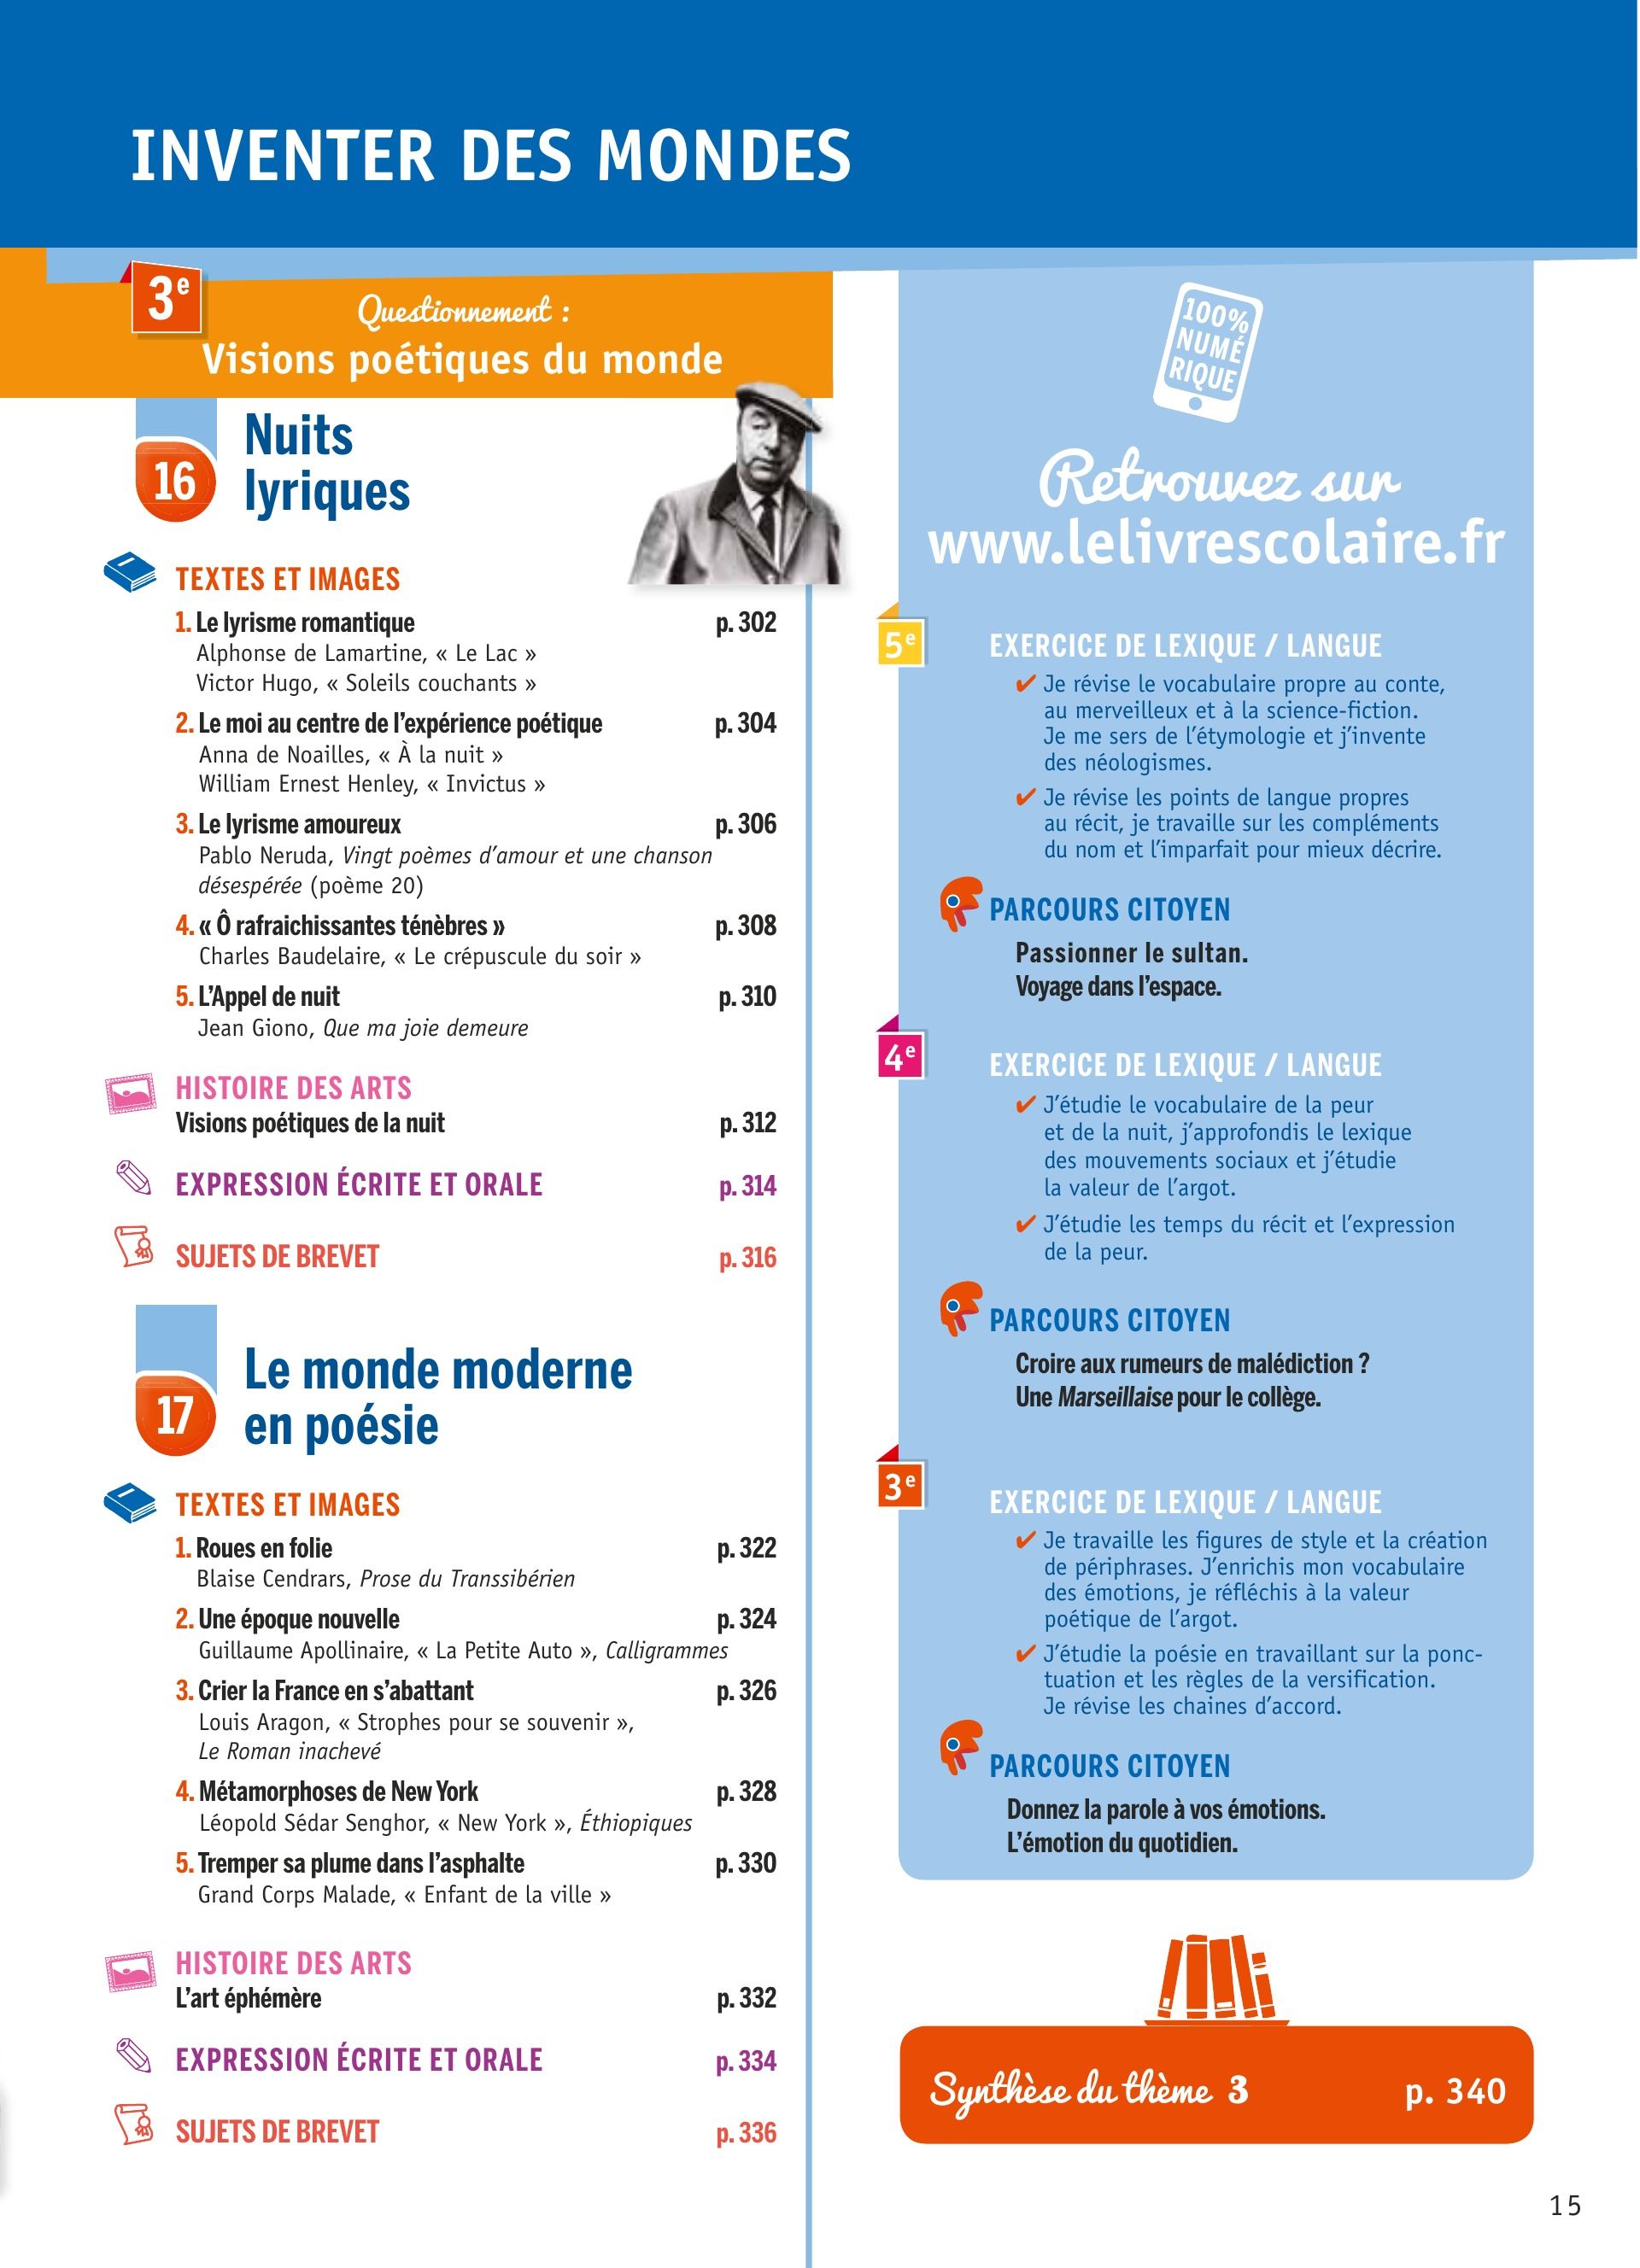 INVENTER DES MONDES
3e
Questionnement :
Visions poétiques du monde
16
Nuits
lyriques
TEXTES ET IMAGES
1. Le lyrisme romantique p. 302
Alphonse de Lamartine, « Le Lac »
Victor Hugo, « Soleils couchants »
2. Le moi au centre de l’expérience poétique p. 304
Anna de Noailles, « À la nuit »
William Ernest Henley, « Invictus »
3. Le lyrisme amoureux p. 306
Pablo Neruda, Vingt poèmes d’amour et une chanson
désespérée (poème 20)
4. « Ô rafraichissantes ténèbres » p. 308
Charles Baudelaire, « Le crépuscule du soir »
5. L’Appel de nuit p. 310
Jean Giono, Que ma joie demeure
HISTOIRE DES ARTS
Visions poétiques de la nuit p. 312
EXPRESSION ÉCRITE ET ORALE p. 314
SUJETS DE BREVET p. 316
17
Le monde moderne
en poésie
TEXTES ET IMAGES
1. Roues en folie p. 322
Blaise Cendrars, Prose du Transsibérien
2. Une époque nouvelle p. 324
Guillaume Apollinaire, « La Petite Auto », Calligrammes
3. Crier la France en s’abattant p. 326
Louis Aragon, « Strophes pour se souvenir »,
Le Roman inachevé
4. Métamorphoses de New York p. 328
Léopold Sédar Senghor, « New York », Éthiopiques
5. Tremper sa plume dans l’asphalte p. 330
Grand Corps Malade, « Enfant de la ville »
HISTOIRE DES ARTS
L’art éphémère p. 332
EXPRESSION ÉCRITE ET ORALE p. 334
SUJETS DE BREVET p. 336
100%
NUMÉ
RIQUE
Retrouvez sur
www.lelivrescolaire.fr
5e
EXERCICE DE LEXIQUE / LANGUE
✔ Je révise le vocabulaire propre au conte,
au merveilleux et à la science-fiction.
Je me sers de l’étymologie et j’invente
des néologismes.
✔ Je révise les points de langue propres
au récit, je travaille sur les compléments
du nom et l’imparfait pour mieux décrire.
PARCOURS CITOYEN
Passionner le sultan.
Voyage dans l’espace.
4e
EXERCICE DE LEXIQUE / LANGUE
✔ J’étudie le vocabulaire de la peur
et de la nuit, j’approfondis le lexique
des mouvements sociaux et j’étudie
la valeur de l’argot.
✔ J’étudie les temps du récit et l’expression
de la peur.
PARCOURS CITOYEN
Croire aux rumeurs de malédiction ?
Une Marseillaise pour le collège.
3e
EXERCICE DE LEXIQUE / LANGUE
✔ Je travaille les figures de style et la création
de périphrases. J’enrichis mon vocabulaire
des émotions, je réfléchis à la valeur
poétique de l’argot.
✔ J’étudie la poésie en travaillant sur la ponc-
tuation et les règles de la versification.
Je révise les chaines d’accord.
PARCOURS CITOYEN
Donnez la parole à vos émotions.
L’émotion du quotidien.
Synthèse du thème 3 p. 340
15